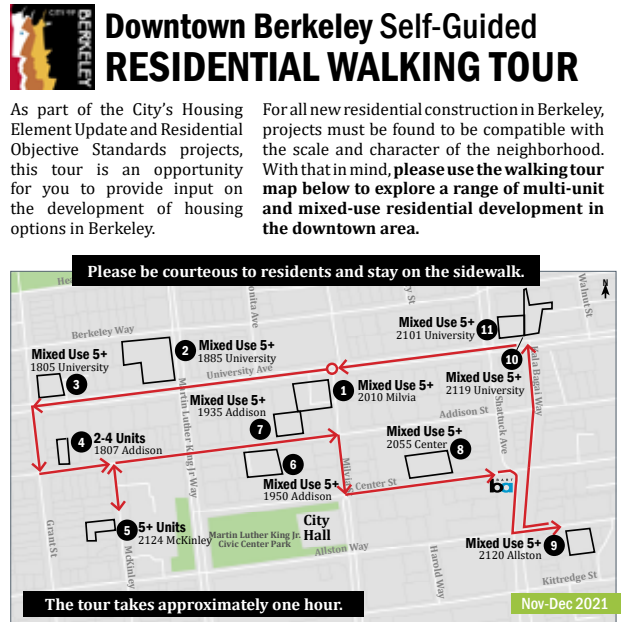 CITY OF
BERKELEY
Downtown Berkeley Self-Guided
RESIDENTIAL WALKING TOUR
As part of the City's Housing
Element Update and Residential
Objective Standards projects,
this tour is an opportunity
for you to provide input on
the development of housing
options in Berkeley.
For all new residential construction in Berkeley,
projects must be found to be compatible with
the scale and character of the neighborhood.
With that in mind, please use the walking tour
map below to explore a range of multi-unit
and mixed-use residential development in
the downtown area.
Please be courteous to residents and stay on the sidewalk.
N
Walnut St
Berkeley Way
Mixed Use 5+
2101 University
11
2
Mixed Use 5+
1885 University
Mixed Use 5+
1805 University
3
University Ave
10
Mixed Use 5+
2119 University
Kala Bagai Way
Shattuck Ave
Martin Luther King Jr Way
1
Mixed Use 5+
2010 Milvia
Mixed Use 5+
1935 Addison
7
Addison St
4
2-4 Units
1807 Addison
Mixed Use 5+
2055 Center
8
6
Mixed Use 5+
1950 Addison
Center St
BART
ba
5
5+ Units
2124 McKinley
McKinley
Grant St
Martin Luther King Jr.
Civic Center Park
City
Hall
Allston Way
Harold Way
Mixed Use 5+
2120 Allston
9
Kittredge St
The tour takes approximately one hour.
Nov-Dec 2021